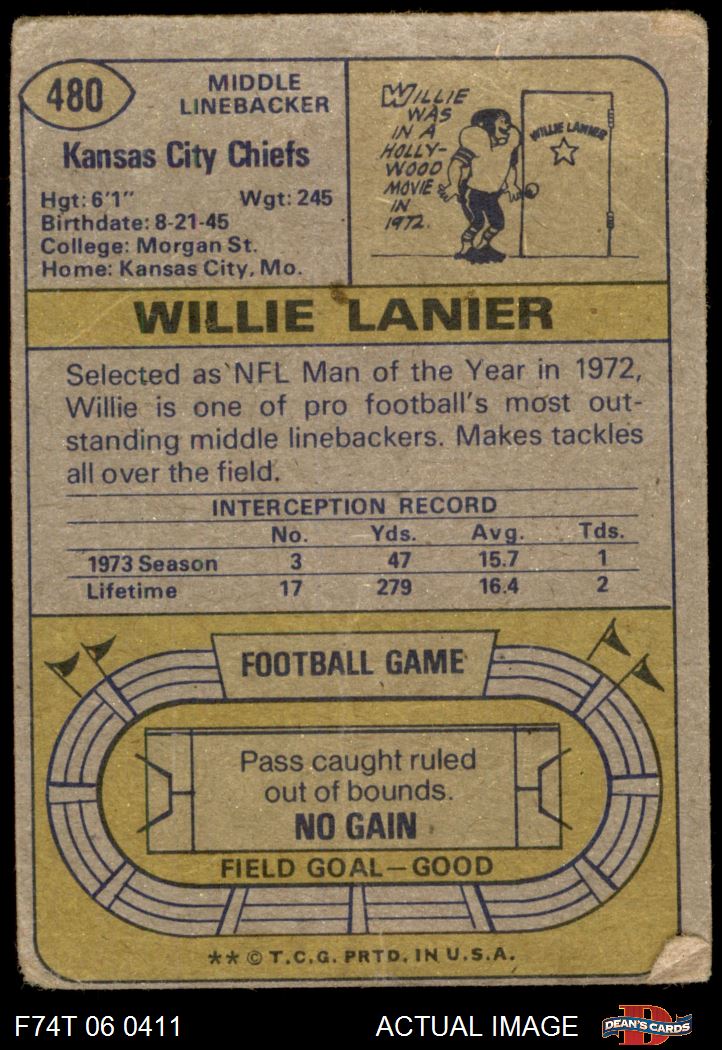 480
MIDDLE
LINEBACKER
Kansas City Chiefs
Hgt: 6'1" Wgt: 245
Birthdate: 8-21-45
College: Morgan St.
Home: Kansas City, Mo.
WILLIE
WAS
IN A
HOLLY-
WOOD
MOVIE
IN
1972.
WILLIE LANIER
WILLIE LANIER
Selected as NFL Man of the Year in 1972,
Willie is one of pro football's most out-
standing middle linebackers. Makes tackles
all over the field.
INTERCEPTION RECORD
No. Yds. Avg. Tds.
1973 Season 3 47 15.7 1
Lifetime 17 279 16.4 2
FOOTBALL GAME
Pass caught ruled
out of bounds.
NO GAIN
FIELD GOAL—GOOD
** © T.C.G. PRTD. IN U.S.A.
F74T 06 0411 ACTUAL IMAGE D DEAN'S CARDS